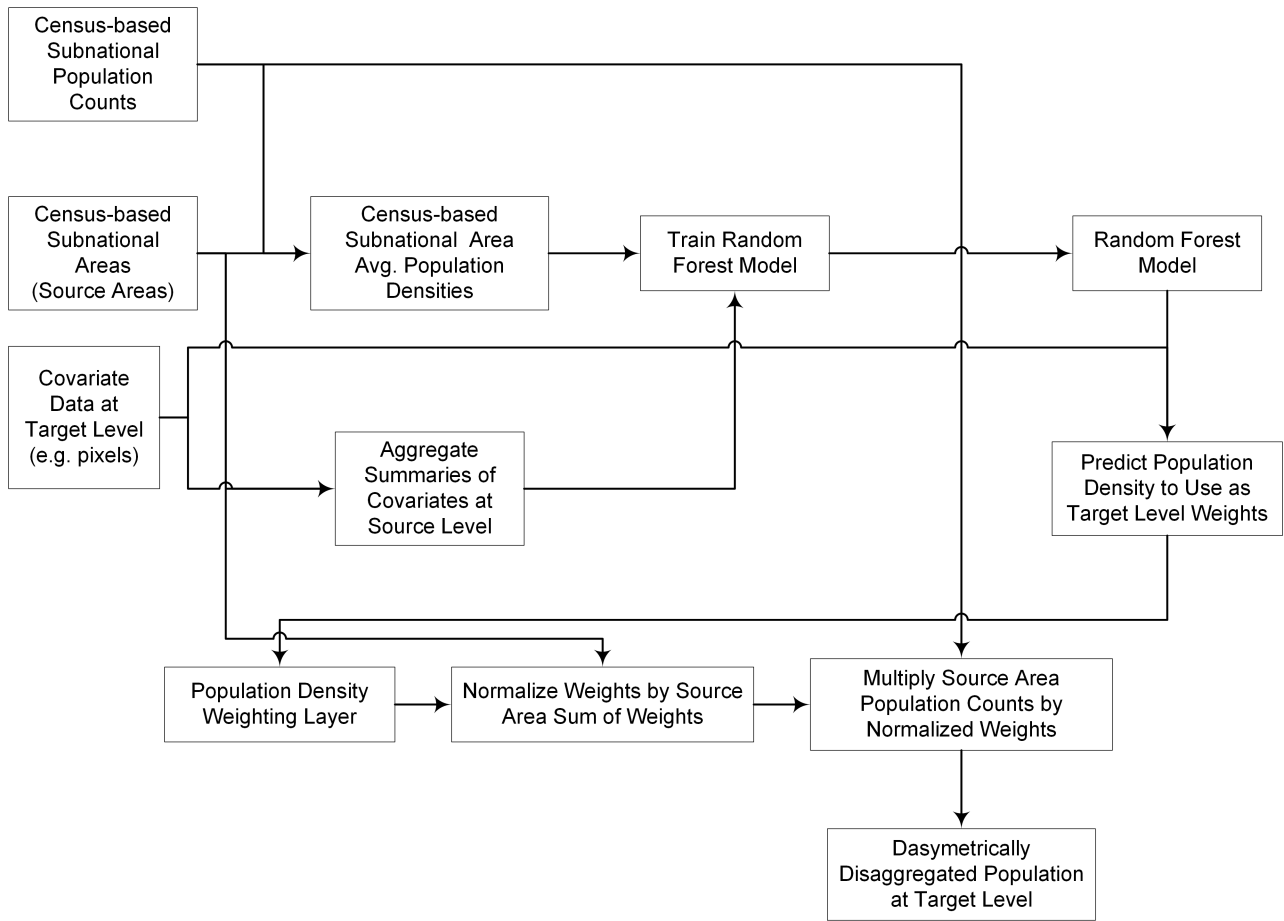 Census-based
Subnational
Population
Counts
Census-based
Subnational
Areas
(Source Areas)
Census-based
Subnational Area
Avg. Population
Densities
Train Random
Forest Model
Random Forest
Model
Covariate
Data at
Target Level
(e.g. pixels)
Aggregate
Summaries of
Covariates at
Source Level
Predict Population
Density to Use as
Target Level Weights
Population Density
Weighting Layer
Normalize Weights by Source
Area Sum of Weights
Multiply Source Area
Population Counts by
Normalized Weights
Dasymetrically
Disaggregated Population
at Target Level